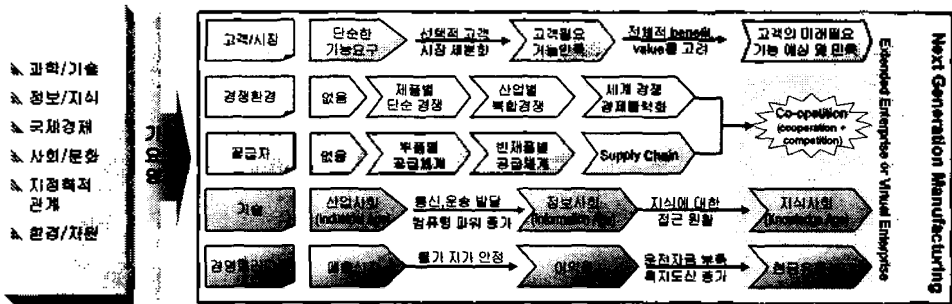 과학/기술
정보/지식
국제경제
사회/문화
지정학적
관계
환경/자원
고객/시장
단순한
기능요구
선택적 고객
시장 세분화
고객필요
기능만족
전체적 benefit,
value를 고려
고객의 미래필요
기능 예상 및 만족
경쟁환경
없음
제품별
단순 경쟁
산업별
복합경쟁
세계 경쟁
경제블럭화
Co-opetition
(cooperation +
competition)
공급자
없음
부품별
공급체계
반제품별
공급체계
Supply Chain
기술
산업사회
(Industrial Age)
통신,운송 발달
컴퓨팅 파워 증가
정보사회
(Information Age)
지식에 대한
접근 원활
지식사회
(Knowledge Age)
물가 지가 안정
운전자금 부족
흑자도산 증가
Extended Enterprise or Virtual Enterprise
Next Generation Manufacturing